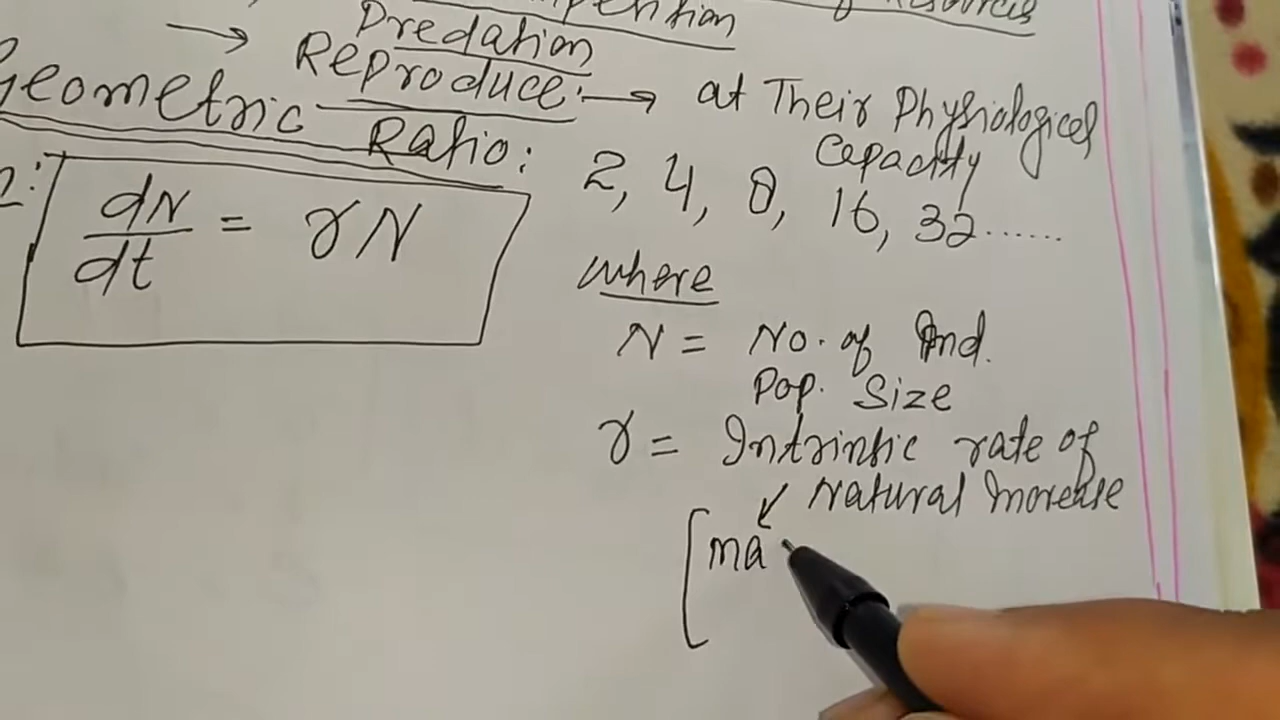 Predation
→ Reproduce: → at Their Physiological
Capacity
Geometric Ratio: 2, 4, 8, 16, 32......
dN/dt = rN
where
N = No. of Ind.
Pop. Size
r = Intrinsic rate of
Natural Increase
[ma